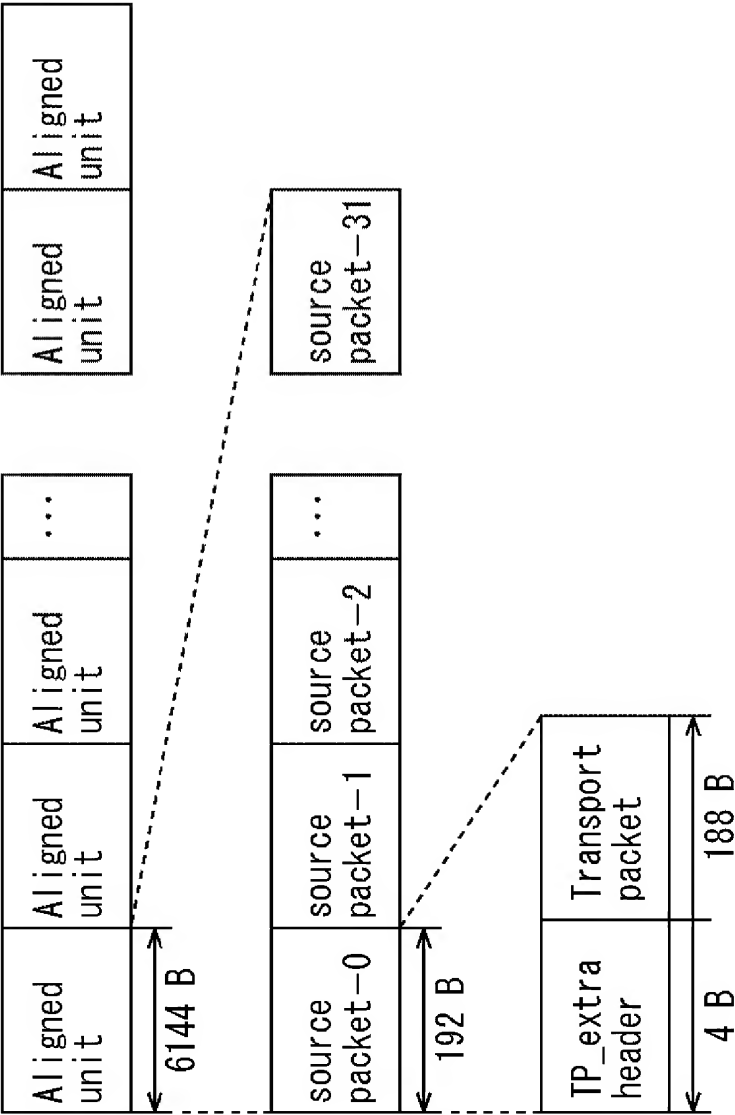 Aligned
unit
Aligned
unit
Aligned
unit
...
Aligned
unit
Aligned
unit
6144 B
source
packet-0
source
packet-1
source
packet-2
...
source
packet-31
192 B
TP_extra
header
Transport
packet
4 B
188 B